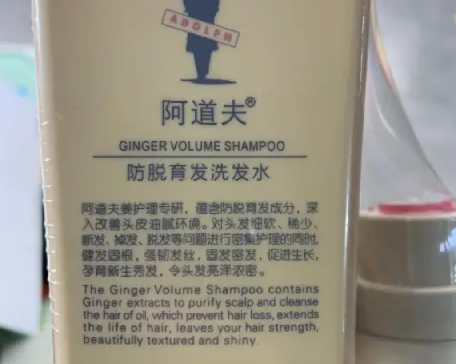 ADOLPH
阿道夫®
GINGER VOLUME SHAMPOO
防脱育发洗发水
阿道夫姜护理专研，蕴含防脱育发成分，深
入改善头皮油腻环境。对头发细软、稀少、
断发、掉发、脱发等问题进行密集护理的同时，
健发固根，强韧发丝，固发密发，促进生长，
孕育新生秀发，令头发亮泽浓密。
The Ginger Volume Shampoo contains
Ginger extracts to purify scalp and cleanse
the hair of oil, which prevent hair loss, extends
the life of hair, leaves your hair strength,
beautifully textured and shiny.